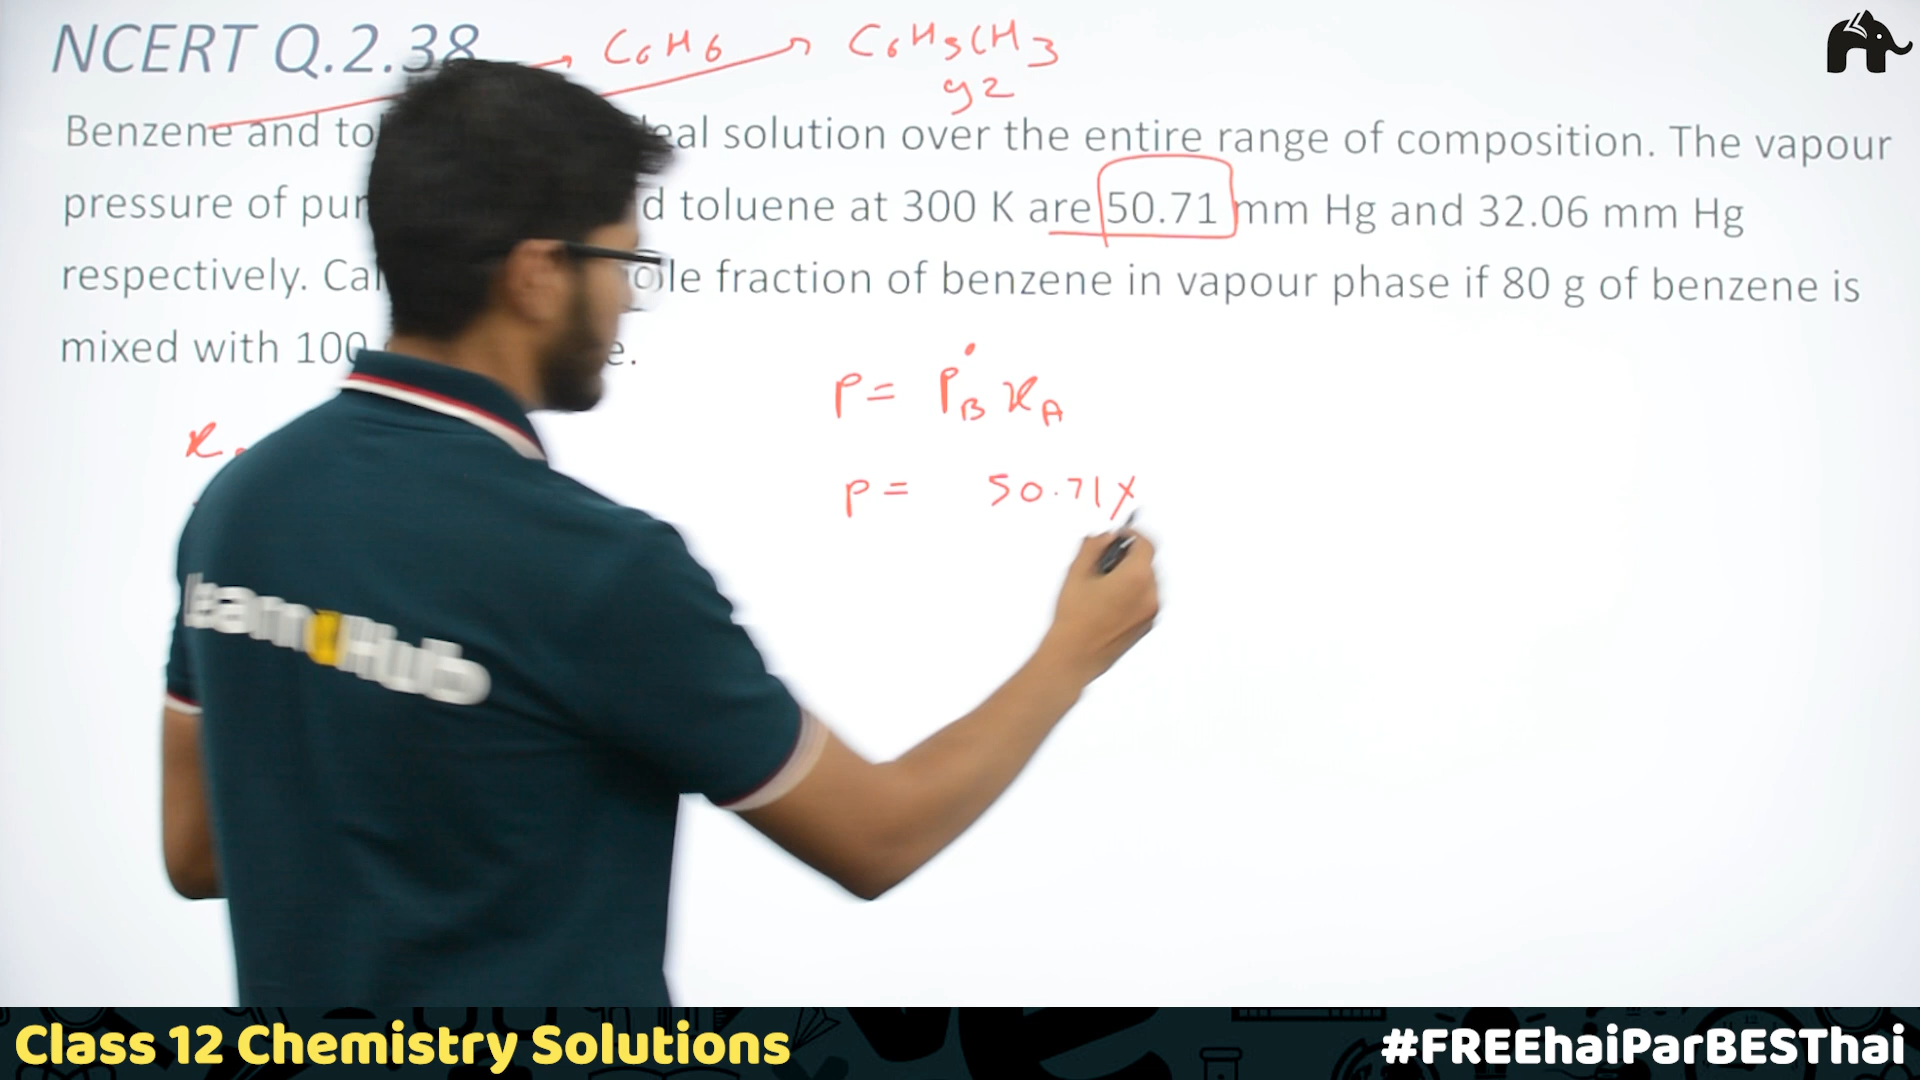 NCERT Q.2.38
C6H6
C6H5CH3
92
Benzene and to eal solution over the entire range of composition. The vapour
pressure of pur d toluene at 300 K are 50.71 mm Hg and 32.06 mm Hg
respectively. Cal ole fraction of benzene in vapour phase if 80 g of benzene is
mixed with 100 e.
P = P°B xA
x
P = 50.71 x
learnoHub
Class 12 Chemistry Solutions
#FREEhaiParBESThai